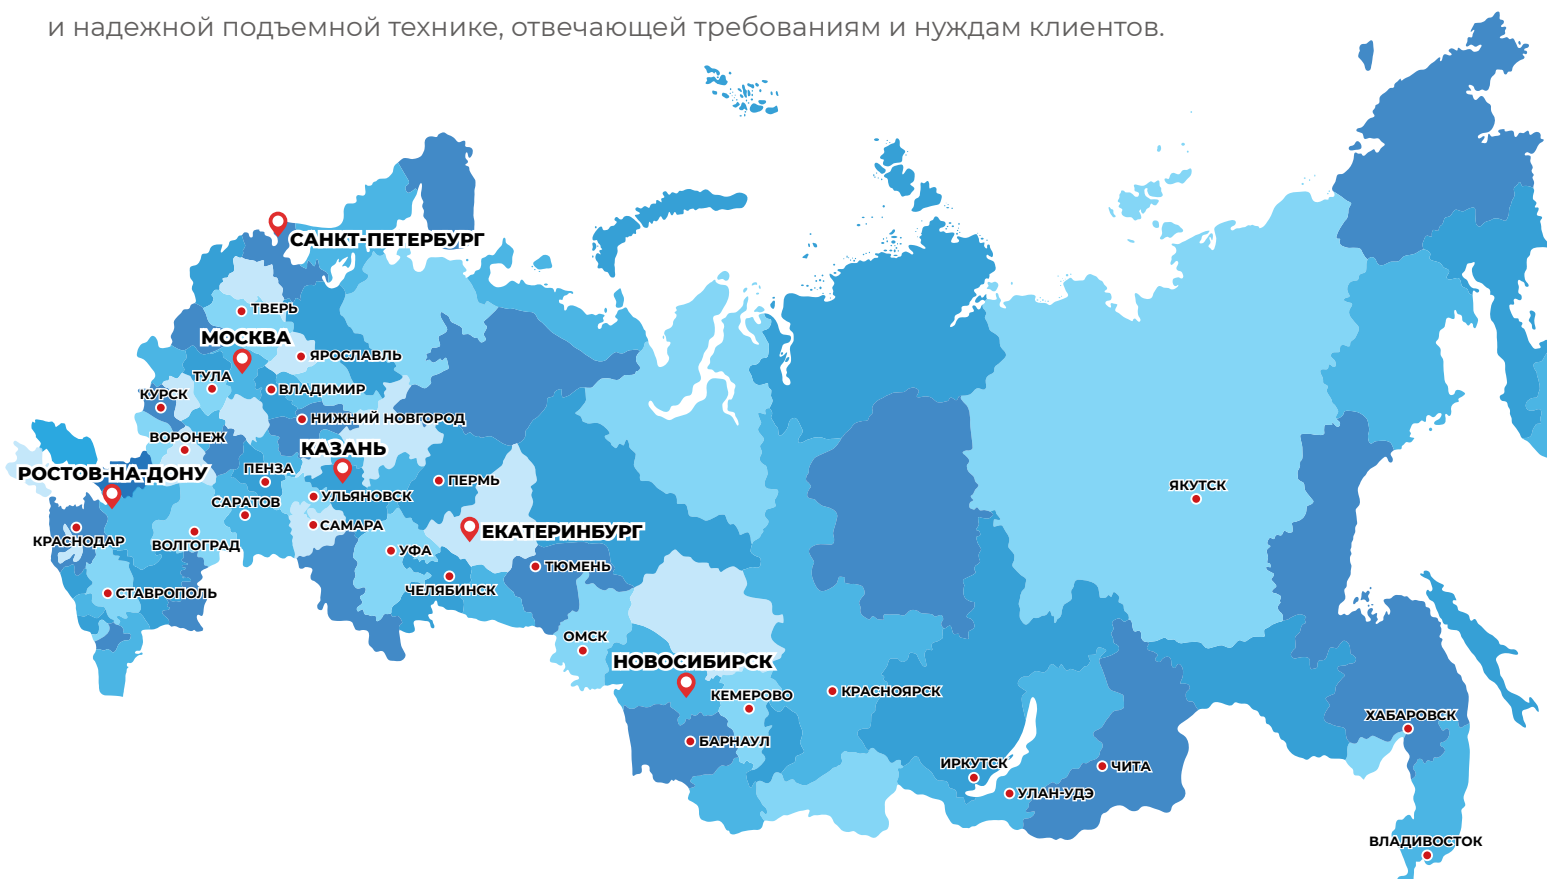 и надежной подъемной технике, отвечающей требованиям и нуждам клиентов.
САНКТ-ПЕТЕРБУРГ
ТВЕРЬ
МОСКВА
ЯРОСЛАВЛЬ
ТУЛА
ВЛАДИМИР
КУРСК
НИЖНИЙ НОВГОРОД
ВОРОНЕЖ
КАЗАНЬ
РОСТОВ-НА-ДОНУ
ПЕНЗА
ПЕРМЬ
ЯКУТСК
УЛЬЯНОВСК
САРАТОВ
САМАРА
ЕКАТЕРИНБУРГ
КРАСНОДАР
ВОЛГОГРАД
УФА
ТЮМЕНЬ
ЧЕЛЯБИНСК
СТАВРОПОЛЬ
ОМСК
НОВОСИБИРСК
КЕМЕРОВО
КРАСНОЯРСК
ХАБАРОВСК
БАРНАУЛ
ИРКУТСК
ЧИТА
УЛАН-УДЭ
ВЛАДИВОСТОК